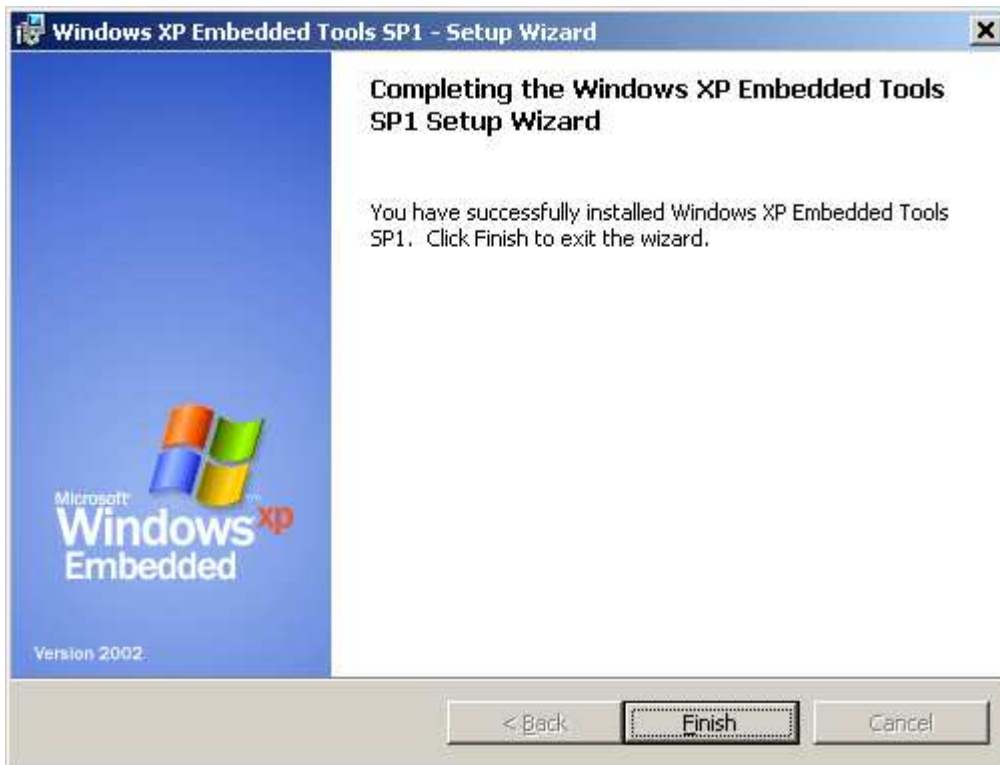 Windows XP Embedded Tools SP1 - Setup Wizard
Completing the Windows XP Embedded Tools
SP1 Setup Wizard
You have successfully installed Windows XP Embedded Tools
SP1. Click Finish to exit the wizard.
Microsoft
Windows xp
Embedded
Version 2002
< Back
Finish
Cancel